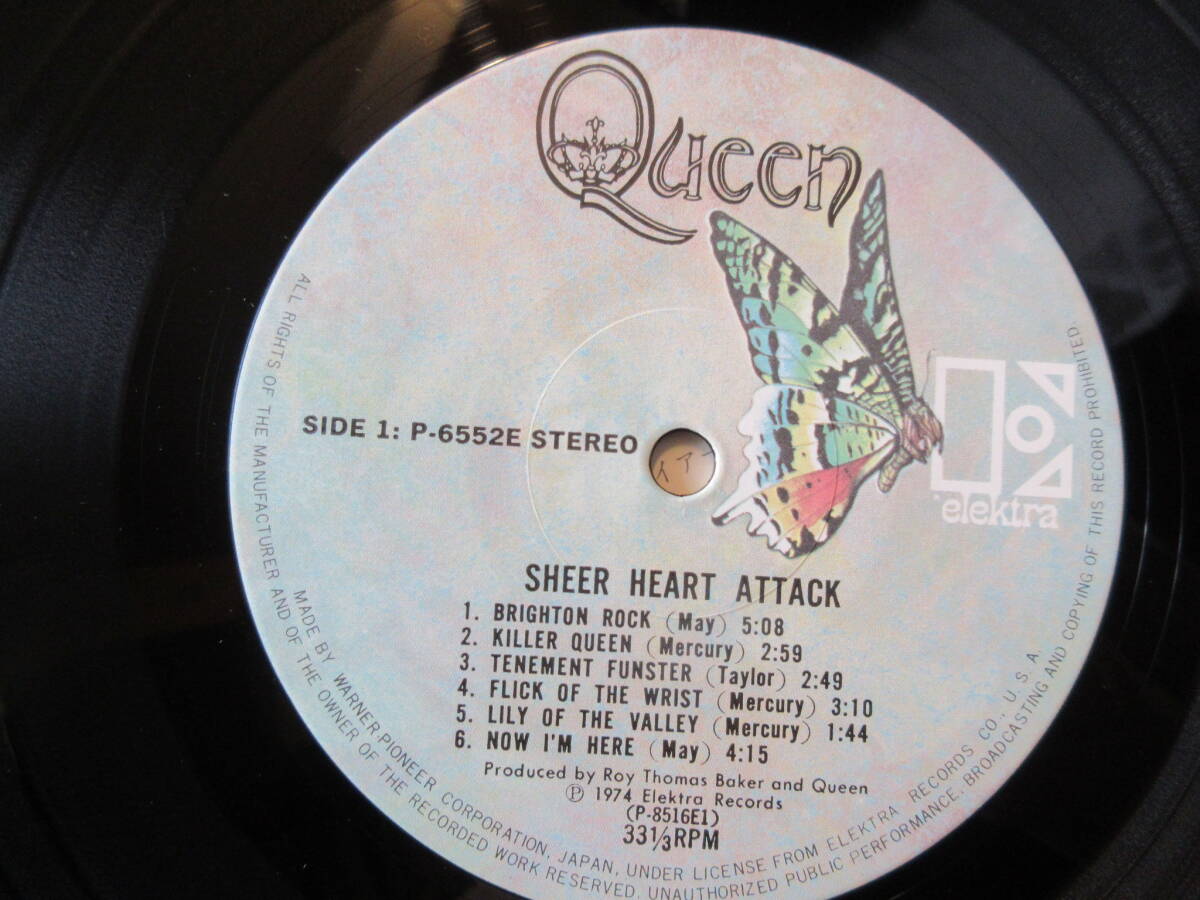 Queen
SIDE 1: P-6552E STEREO
elektra
SHEER HEART ATTACK
1. BRIGHTON ROCK (May) 5:08
2. KILLER QUEEN (Mercury) 2:59
3. TENEMENT FUNSTER (Taylor) 2:49
4. FLICK OF THE WRIST (Mercury) 3:10
5. LILY OF THE VALLEY (Mercury) 1:44
6. NOW I'M HERE (May) 4:15
Produced by Roy Thomas Baker and Queen
Ⓟ 1974 Elektra Records
(P-8516E1)
33 1/3 RPM
MADE BY WARNER-PIONEER CORPORATION, JAPAN, UNDER LICENSE FROM ELEKTRA RECORDS CO., U. S. A.
ALL RIGHTS OF THE MANUFACTURER AND OF THE OWNER OF THE RECORDED WORK RESERVED. UNAUTHORIZED PUBLIC PERFORMANCE. BROADCASTING AND COPYING OF THIS RECORD PROHIBITED.